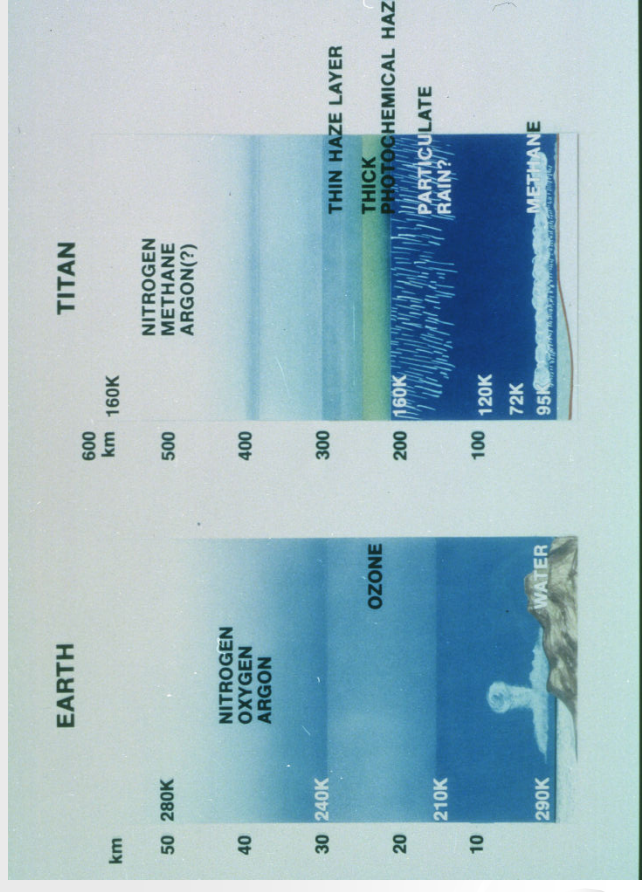 EARTH
km
50
280K
40
30
240K
20
210K
10
290K
NITROGEN
OXYGEN
ARGON
OZONE
WATER
TITAN
600
km
160K
500
400
300
200
160K
100
120K
72K
95K
NITROGEN
METHANE
ARGON(?)
THIN HAZE LAYER
THICK
PHOTOCHEMICAL HAZ
PARTICULATE
RAIN?
METHANE